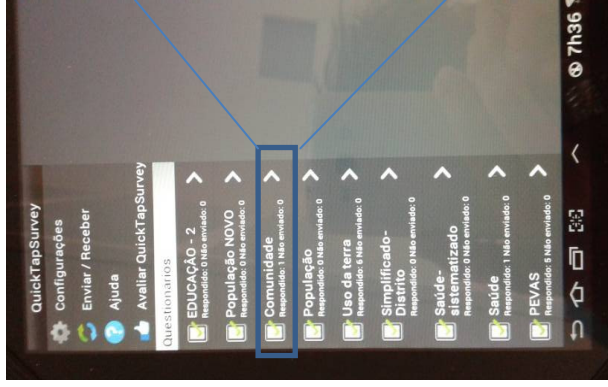 QuickTapSurvey
Configurações
Enviar / Receber
Ajuda
Avaliar QuickTapSurvey
Questionarios
EDUCAÇÃO - 2
Respondido: 0 Não enviado: 0
População NOVO
Respondido: 0 Não enviado: 0
Comunidade
Respondido: 1 Não enviado: 0
População
Respondido: 0 Não enviado: 0
Uso da terra
Respondido: 6 Não enviado: 0
Simplificado-
Distrito
Respondido: 0 Não enviado: 0
Saúde-
sistematizado
Respondido: 0 Não enviado: 0
Saúde
Respondido: 1 Não enviado: 0
PEVAS
Respondido: 5 Não enviado: 0
7h36